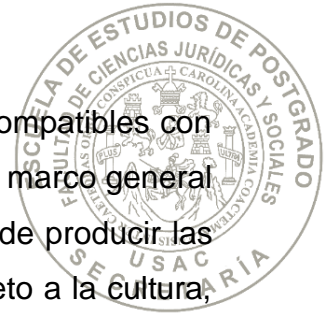 ompatibles con
marco general
de producir las
eto a la cultura,
ESCUELA DE ESTUDIOS DE POSTGRADO
FACULTAD DE CIENCIAS JURÍDICAS Y SOCIALES
USAC
SECRETARIA